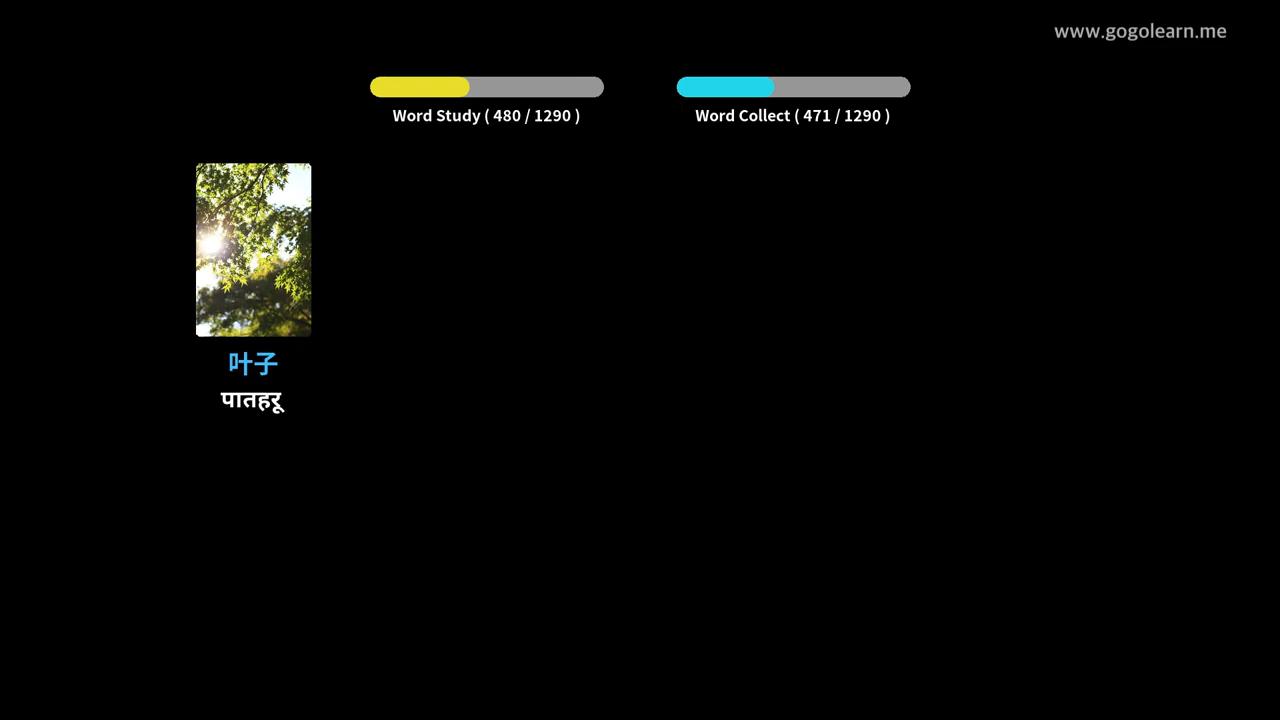 www.gogolearn.me
Word Study ( 480 / 1290 )
Word Collect ( 471 / 1290 )
叶子
पातहरू